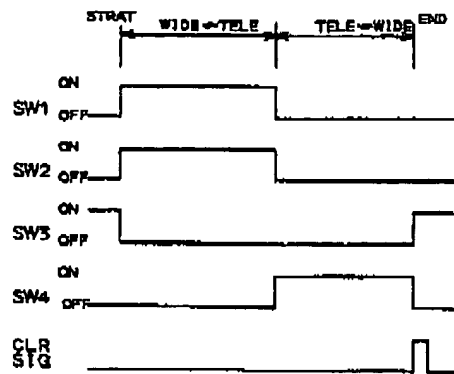 STRAT WIDE→TELE TELE→WIDE END
ON
SW1 OFF
ON
SW2 OFF
ON
SW3 OFF
ON
SW4 OFF
CLR
STG